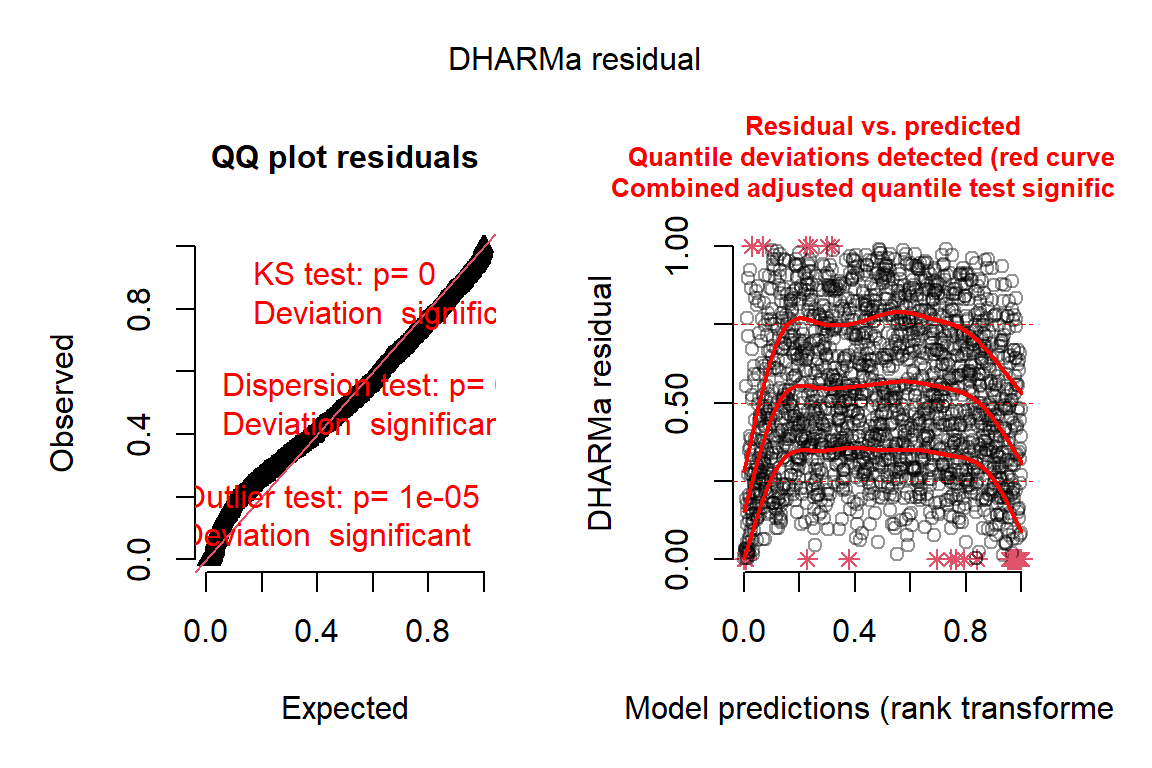 DHARMa residual
QQ plot residuals
KS test: p= 0
Deviation signific
Dispersion test: p=
Deviation significan
Outlier test: p= 1e-05
Deviation significant
Observed
0.0 0.4 0.8
0.0 0.4 0.8
Expected
Residual vs. predicted
Quantile deviations detected (red curve
Combined adjusted quantile test signific
DHARMa residual
0.00 0.50 1.00
0.0 0.4 0.8
Model predictions (rank transforme